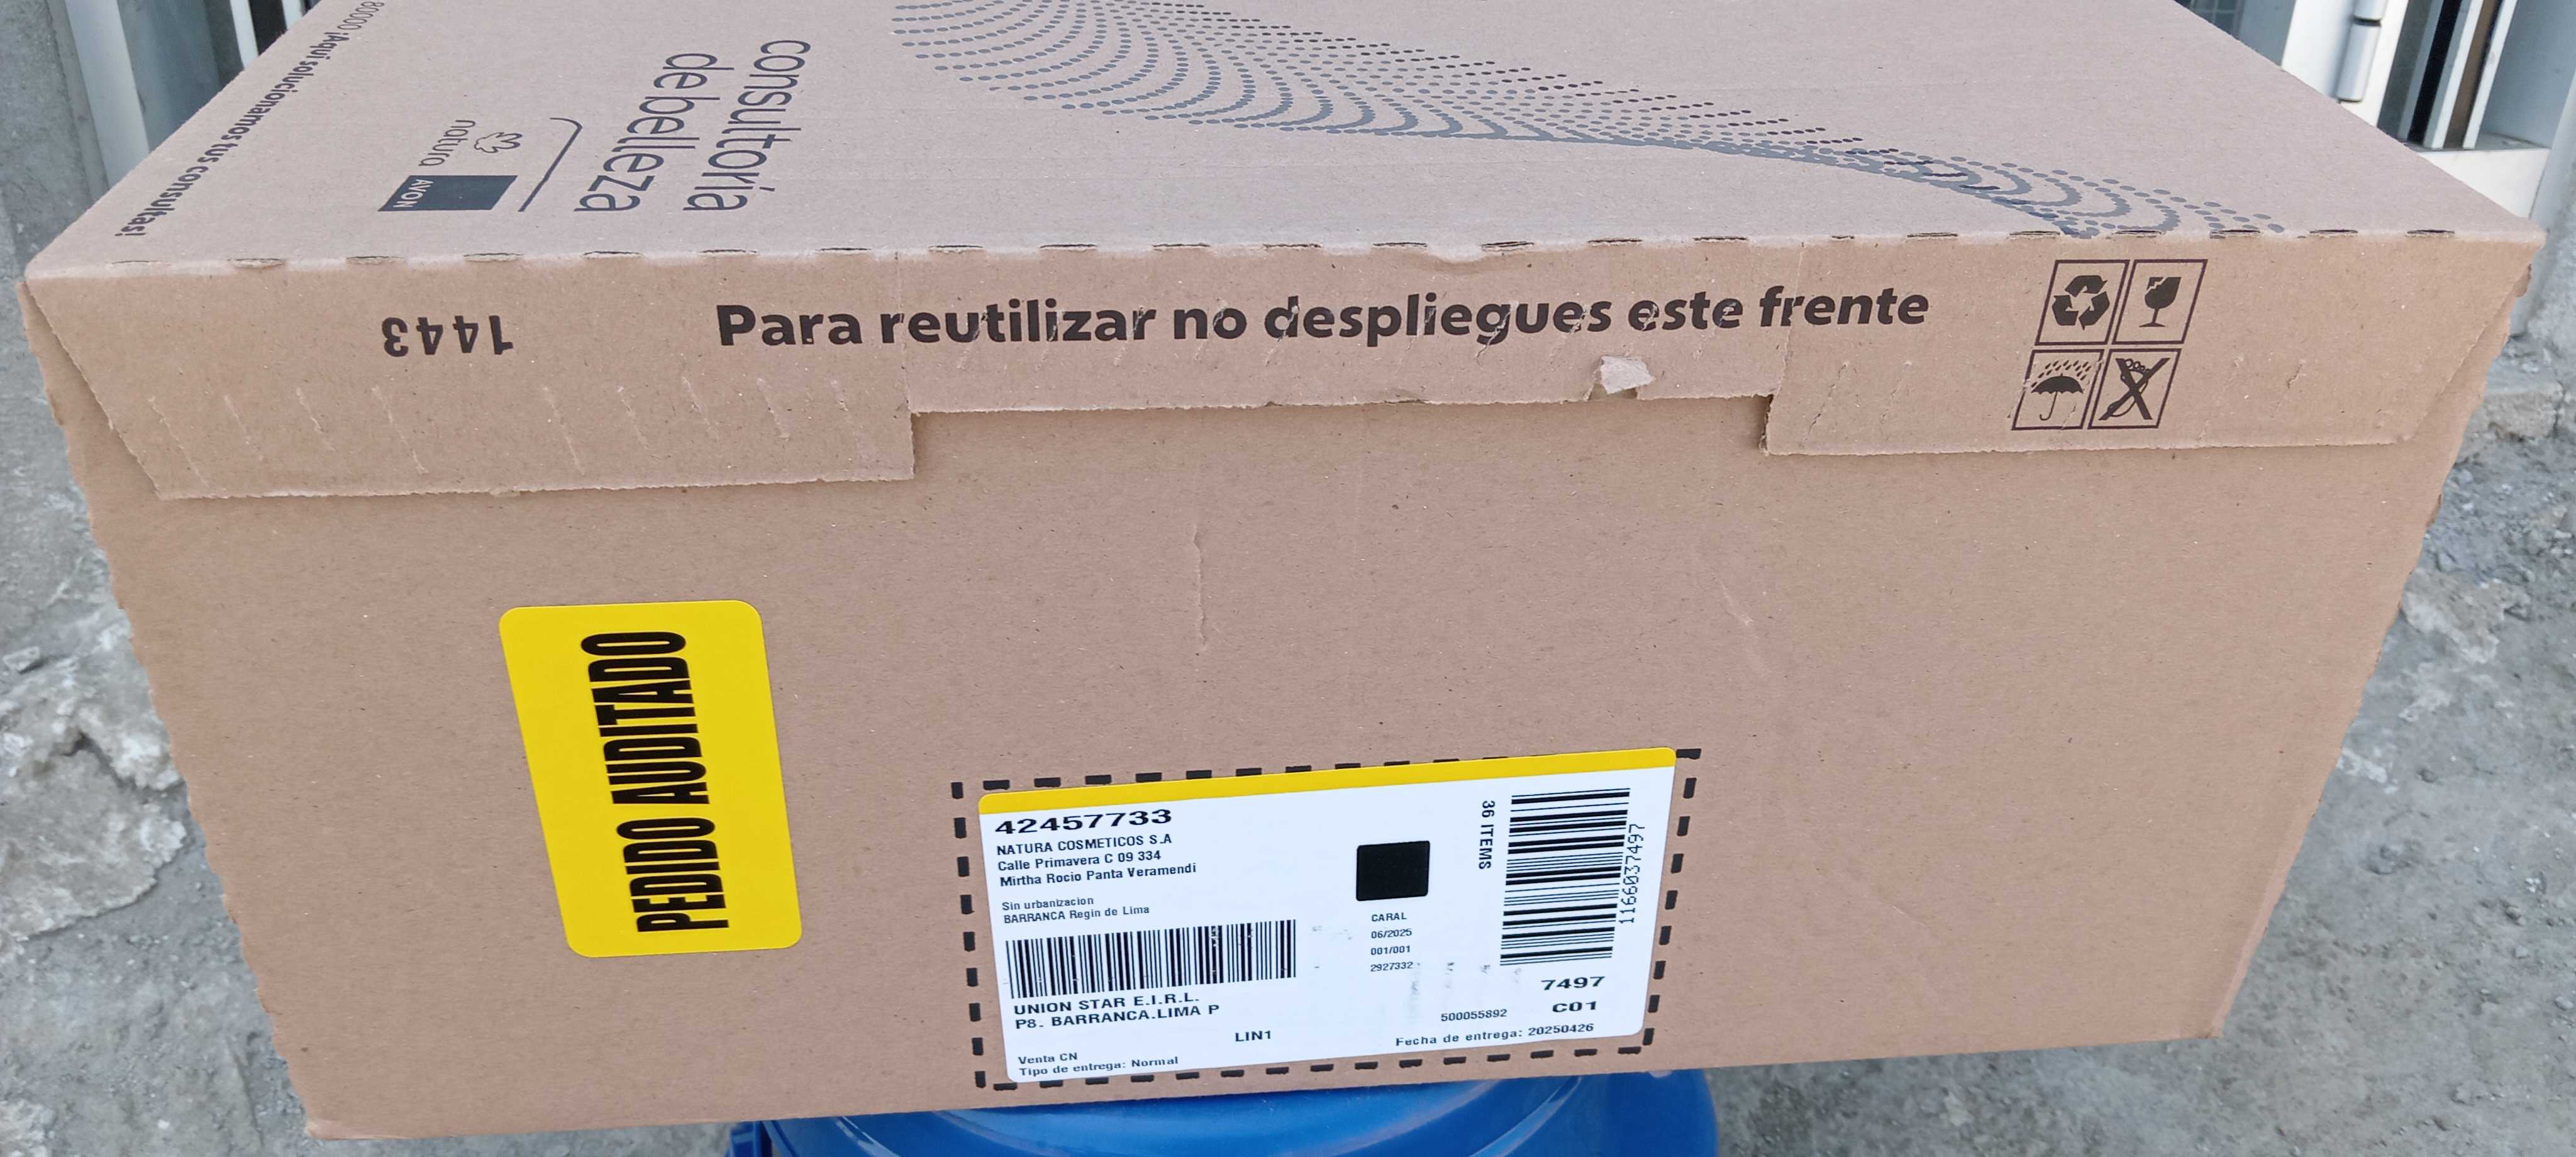 800000 ¡Aquí solucionamos tus consultas!
natura
AVON
consultoría
de belleza
1443
Para reutilizar no despliegues este frente
PEDIDO AUDITADO
42457733
NATURA COSMETICOS S.A
Calle Primavera C 09 334
Mirtha Rocio Panta Veramendi
Sin urbanizacion
BARRANCA Regin de Lima
UNION STAR E.I.R.L.
P8. BARRANCA.LIMA P
LIN1
Venta CN
Tipo de entrega: Normal
CARAL
06/2025
001/001
2927332
36 ITEMS
1166037497
7497
500055892
C01
Fecha de entrega: 20250426